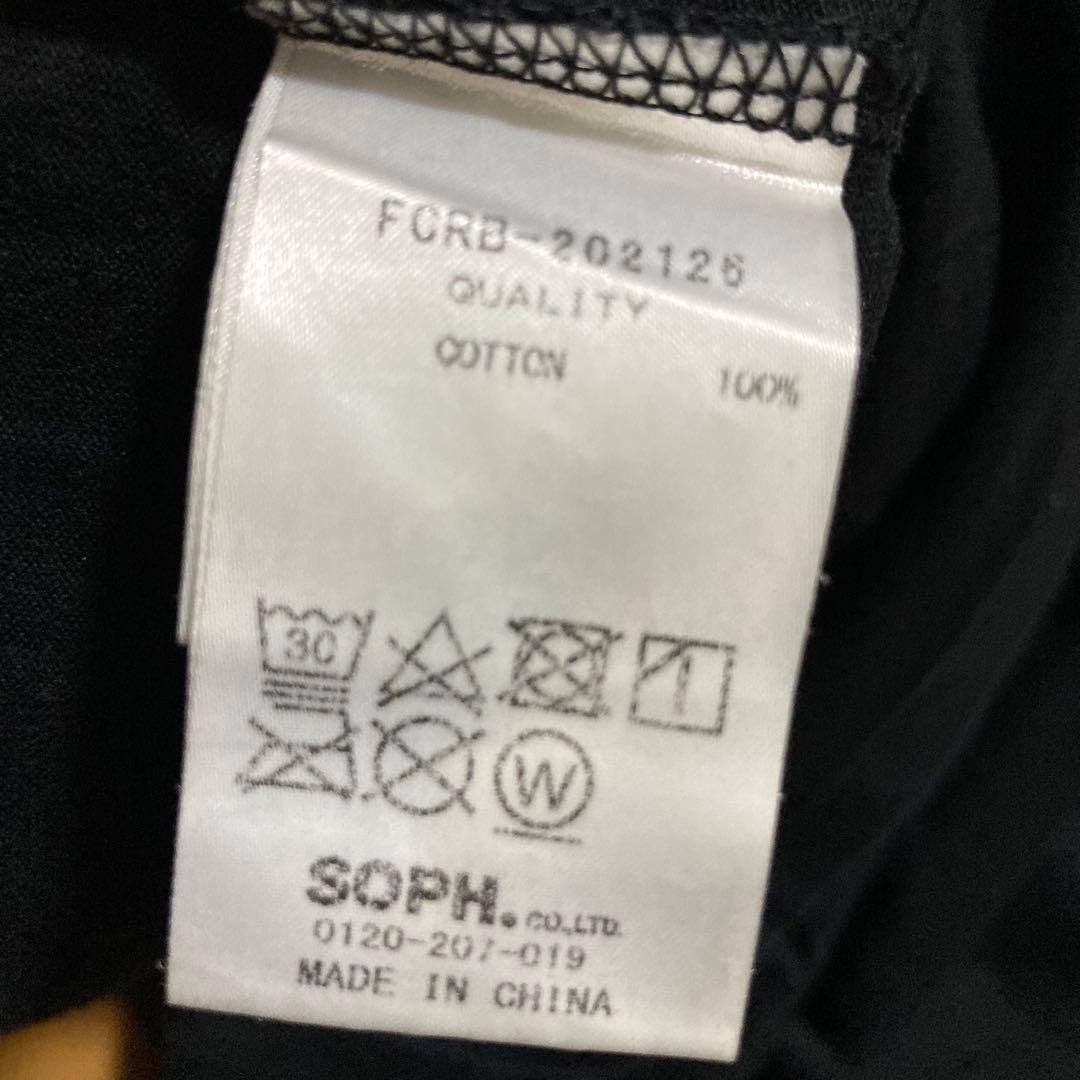 FCRB-202126
QUALITY
COTTON 100%
30
W
SOPH. CO.,LTD.
0120-207-019
MADE IN CHINA